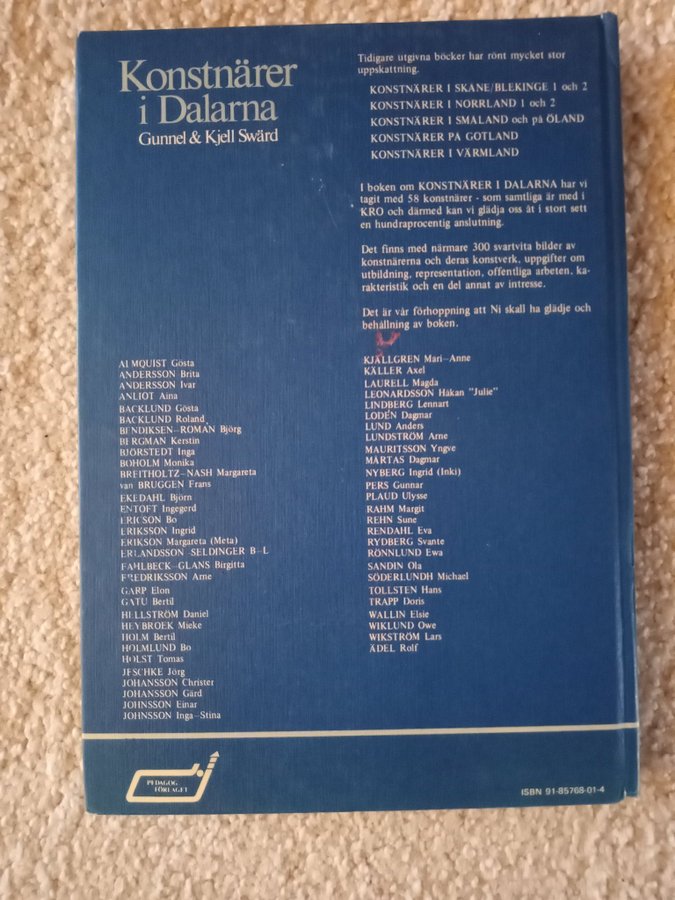 Konstnärer
i Dalarna
Gunnel & Kjell Swärd
Tidigare utgivna böcker har rönt mycket stor
uppskattning.
KONSTNÄRER I SKÅNE/BLEKINGE 1 och 2
KONSTNÄRER I NORRLAND 1 och 2
KONSTNÄRER I SMÅLAND och på ÖLAND
KONSTNÄRER PÅ GOTLAND
KONSTNÄRER I VÄRMLAND
I boken om KONSTNÄRER I DALARNA har vi
tagit med 58 konstnärer - som samtliga är med i
KRO och därmed kan vi glädja oss åt i stort sett
en hundraprocentig anslutning.
Det finns med närmare 300 svartvita bilder av
konstnärerna och deras konstverk, uppgifter om
utbildning, representation, offentliga arbeten, ka-
rakteristik och en del annat av intresse.
Det är vår förhoppning att Ni skall ha glädje och
behållning av boken.
ALMQUIST Gösta
ANDERSSON Brita
ANDERSSON Ivar
ANLIOT Aina
BACKLUND Gösta
BACKLUND Roland
BENDIKSEN-ROMAN Björg
BERGMAN Kerstin
BJÖRSTEDT Inga
BOHOLM Monika
BREITHOLTZ-NASH Margareta
van BRUGGEN Frans
EKEDAHL Björn
ENTOFT Ingegerd
ERICSON Bo
ERIKSSON Ingrid
ERIKSON Margareta (Meta)
ERLANDSSON-SELDINGER B-L
FAHLBECK-GLANS Birgitta
FREDRIKSSON Arne
GARP Elon
GATU Bertil
HELLSTRÖM Daniel
HEYBROEK Mieke
HOLM Bertil
HOLMLUND Bo
HOLST Tomas
JESCHKE Jörg
JOHANSSON Christer
JOHANSSON Gärd
JOHNSSON Einar
JOHNSSON Inga-Stina
KJÄLLGREN Mari-Anne
KÄLLER Axel
LAURELL Magda
LEONARDSSON Håkan "Julie"
LINDBERG Lennart
LODÉN Dagmar
LUND Anders
LUNDSTRÖM Arne
MAURITSSON Yngve
MÅRTAS Dagmar
NYBERG Ingrid (Inki)
PERS Gunnar
PLAUD Ulysse
RAHM Margit
REHN Sune
RENDAHL Eva
RYDBERG Svante
RÖNNLUND Ewa
SANDIN Ola
SÖDERLUNDH Michael
TOLLSTEN Hans
TRAPP Doris
WALLIN Elsie
WIKLUND Owe
WIKSTRÖM Lars
ÄDEL Rolf
PEDAGOG
FÖRLAGET
ISBN 91-85768-01-4